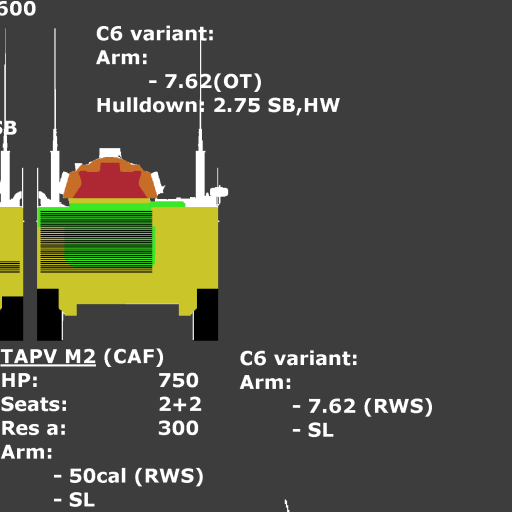 600
C6 variant:
Arm:
- 7.62(OT)
Hulldown: 2.75 SB,HW
SB
TAPV M2 (CAF)
HP: 750
Seats: 2+2
Res a: 300
Arm:
- 50cal (RWS)
- SL
C6 variant:
Arm:
- 7.62 (RWS)
- SL